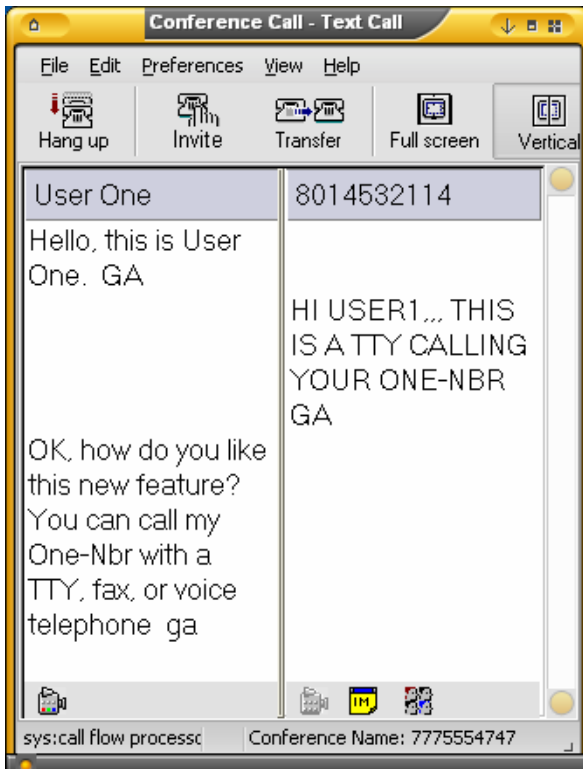 Conference Call - Text Call
File Edit Preferences View Help
Hang up Invite Transfer Full screen Vertical
User One
Hello, this is User
One. GA
OK, how do you like
this new feature?
You can call my
One-Nbr with a
TTY, fax, or voice
telephone ga
8014532114
HI USER1,,, THIS
IS A TTY CALLING
YOUR ONE-NBR
GA
IM
sys:call flow
Conference Name: 7775554747